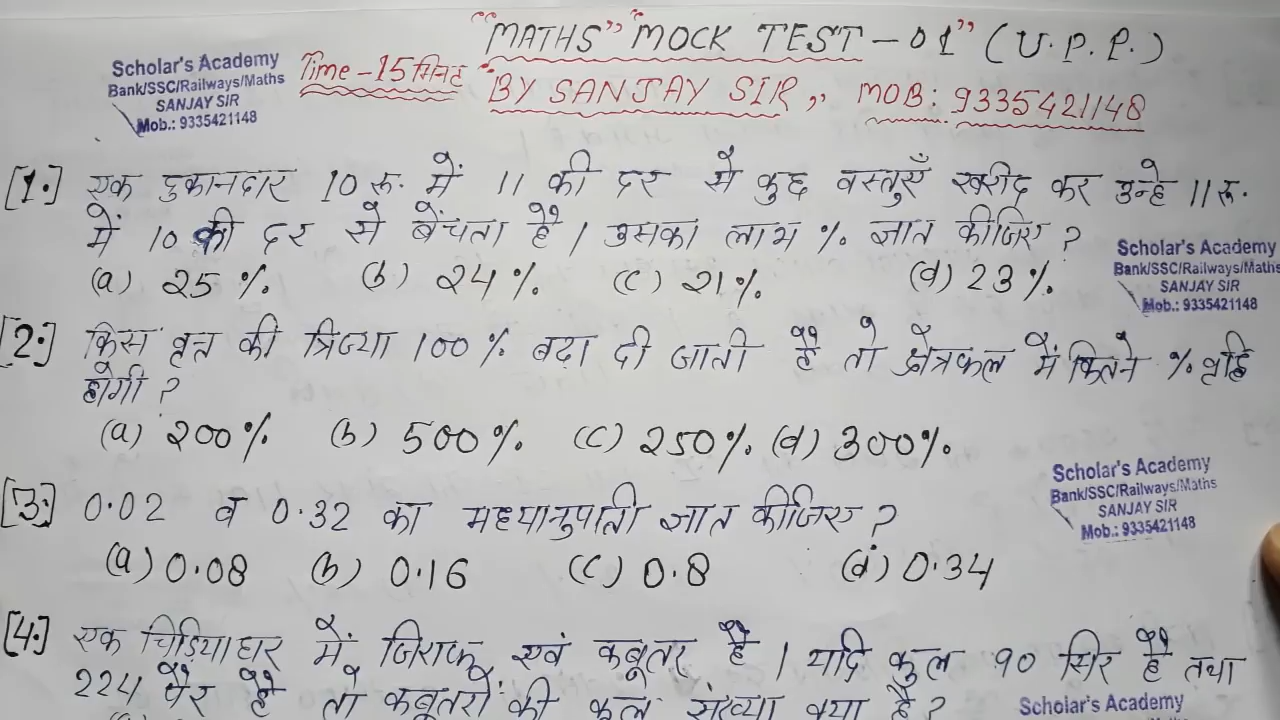 "MATHS" "MOCK TEST - 01" (U.P.P.)
Scholar's Academy
Bank/SSC/Railways/Maths
SANJAY SIR
Mob.: 9335421148
Time - 15 मिनट
"BY SANJAY SIR,, MOB: 9335421148
[1.] एक दुकानदार 10 रू. में 11 की दर से कुछ वस्तुएँ खरीद कर उन्हे 11 रू.
में 10 की दर से बेंचता है। उसका लाभ % ज्ञात कीजिए?
(a) 25 %. (b) 24 %. (c) 21 %. (d) 23 %.
Scholar's Academy
Bank/SSC/Railways/Maths
SANJAY SIR
Mob.: 9335421148
[2.] किस वृत्त की त्रिज्या 100 % बढ़ा दी जाती है तो क्षेत्रफल में कितने % वृद्धि
होगी?
(a) 200 %. (b) 500 %. (c) 250 %. (d) 300 %.
Scholar's Academy
Bank/SSC/Railways/Maths
SANJAY SIR
Mob.: 9335421148
[3.] 0.02 व 0.32 का मध्यानुपाती ज्ञात कीजिए?
(a) 0.08 (b) 0.16 (c) 0.8 (d) 0.34
[4.] एक चिड़ियाघर में जिराफ एवं कबूतर है। यदि कुल 90 सिर है तथा
224 पैर है तो कबूतरों की कुल संख्या क्या है?
Scholar's Academy